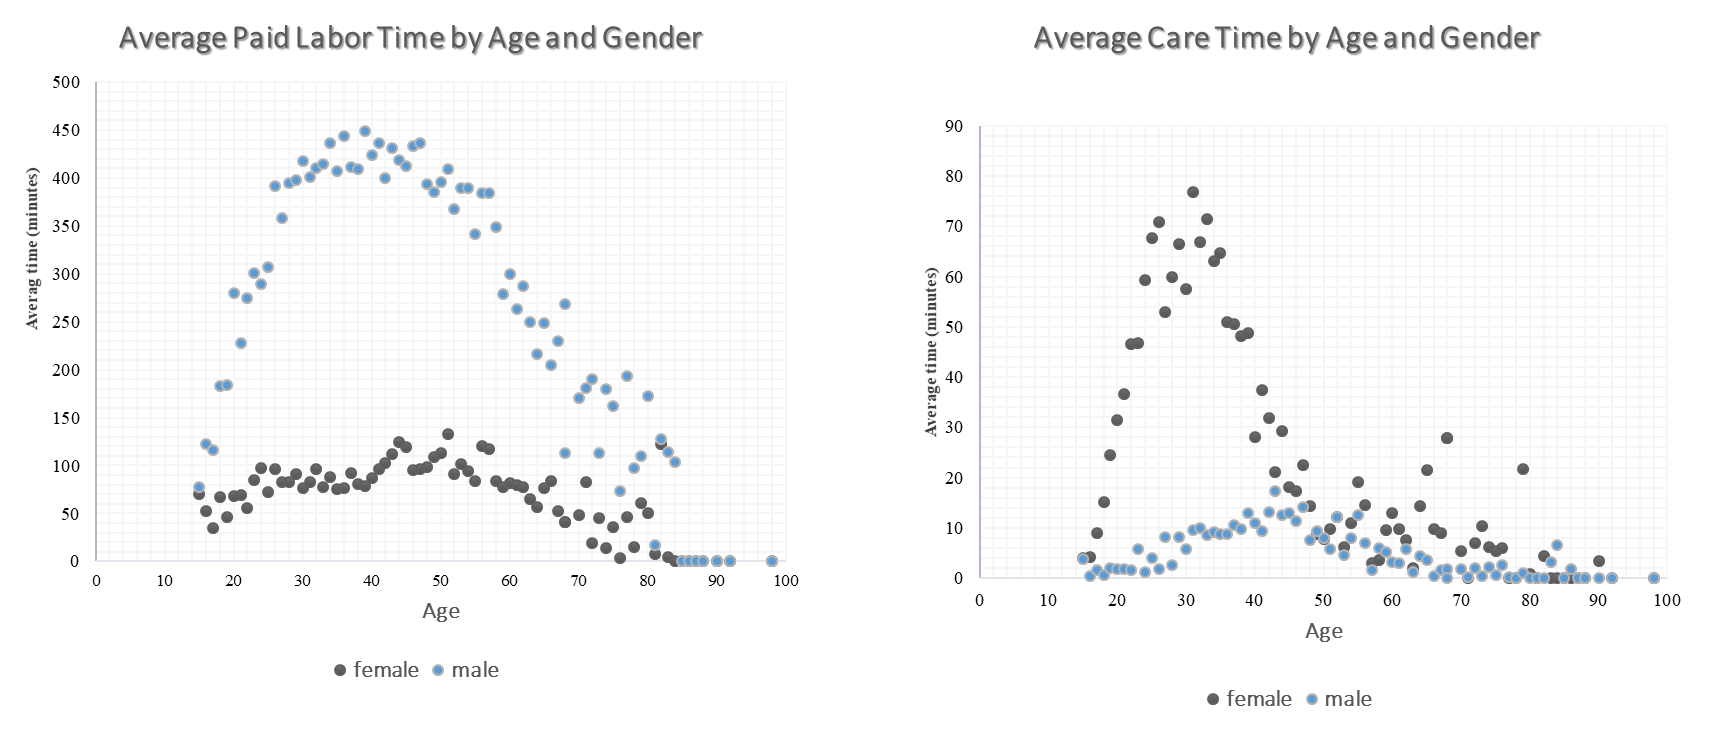 Average Paid Labor Time by Age and Gender
500
450
400
350
300
250
200
150
100
50
0
0 10 20 30 40 50 60 70 80 90 100
Averag time (minutes)
Age
female male
Average Care Time by Age and Gender
90
80
70
60
50
40
30
20
10
0
0 10 20 30 40 50 60 70 80 90 100
Average time (minutes)
Age
female male